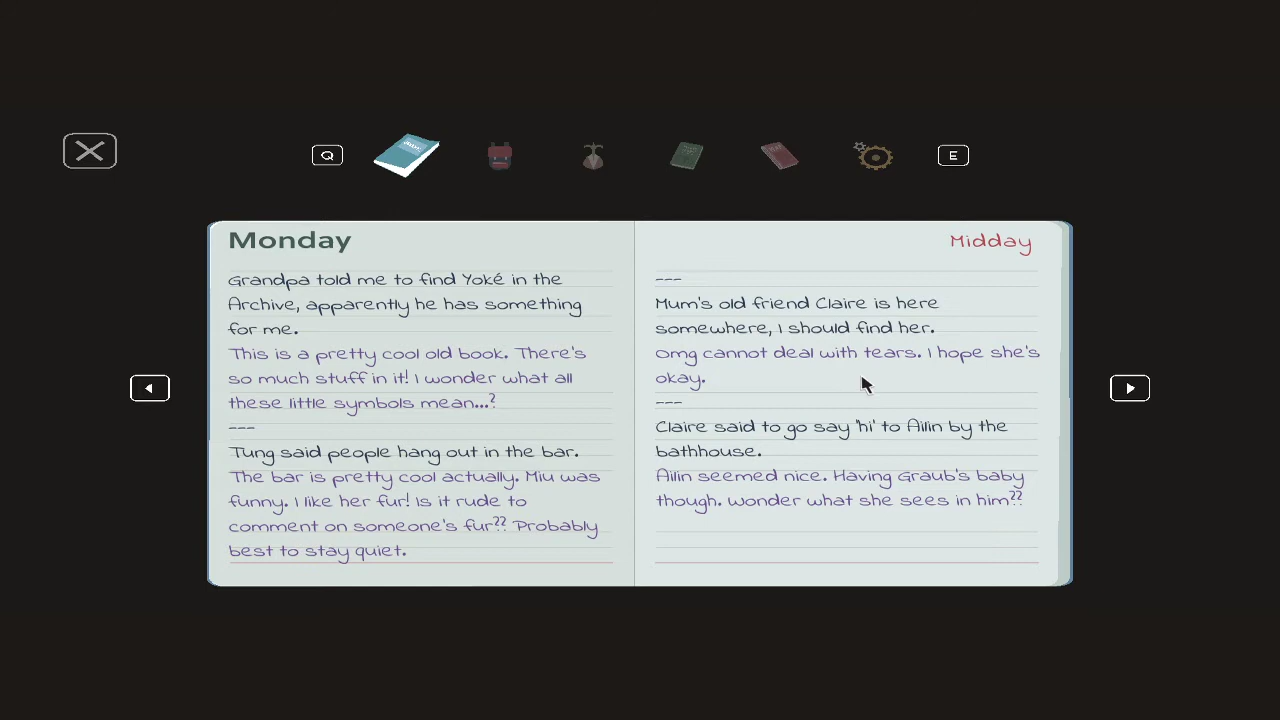 Q
E
Monday
Grandpa told me to find Yoké in the
Archive, apparently he has something
for me.
This is a pretty cool old book. There's
so much stuff in it! I wonder what all
these little symbols mean...?
---
Tung said people hang out in the bar.
The bar is pretty cool actually. Miu was
funny. I like her fur! Is it rude to
comment on someone's fur?? Probably
best to stay quiet.
Midday
---
Mum's old friend Claire is here
somewhere, I should find her.
Omg cannot deal with tears. I hope she's
okay.
---
Claire said to go say 'hi' to Ailin by the
bathhouse.
Ailin seemed nice. Having Graub's baby
though. Wonder what she sees in him??